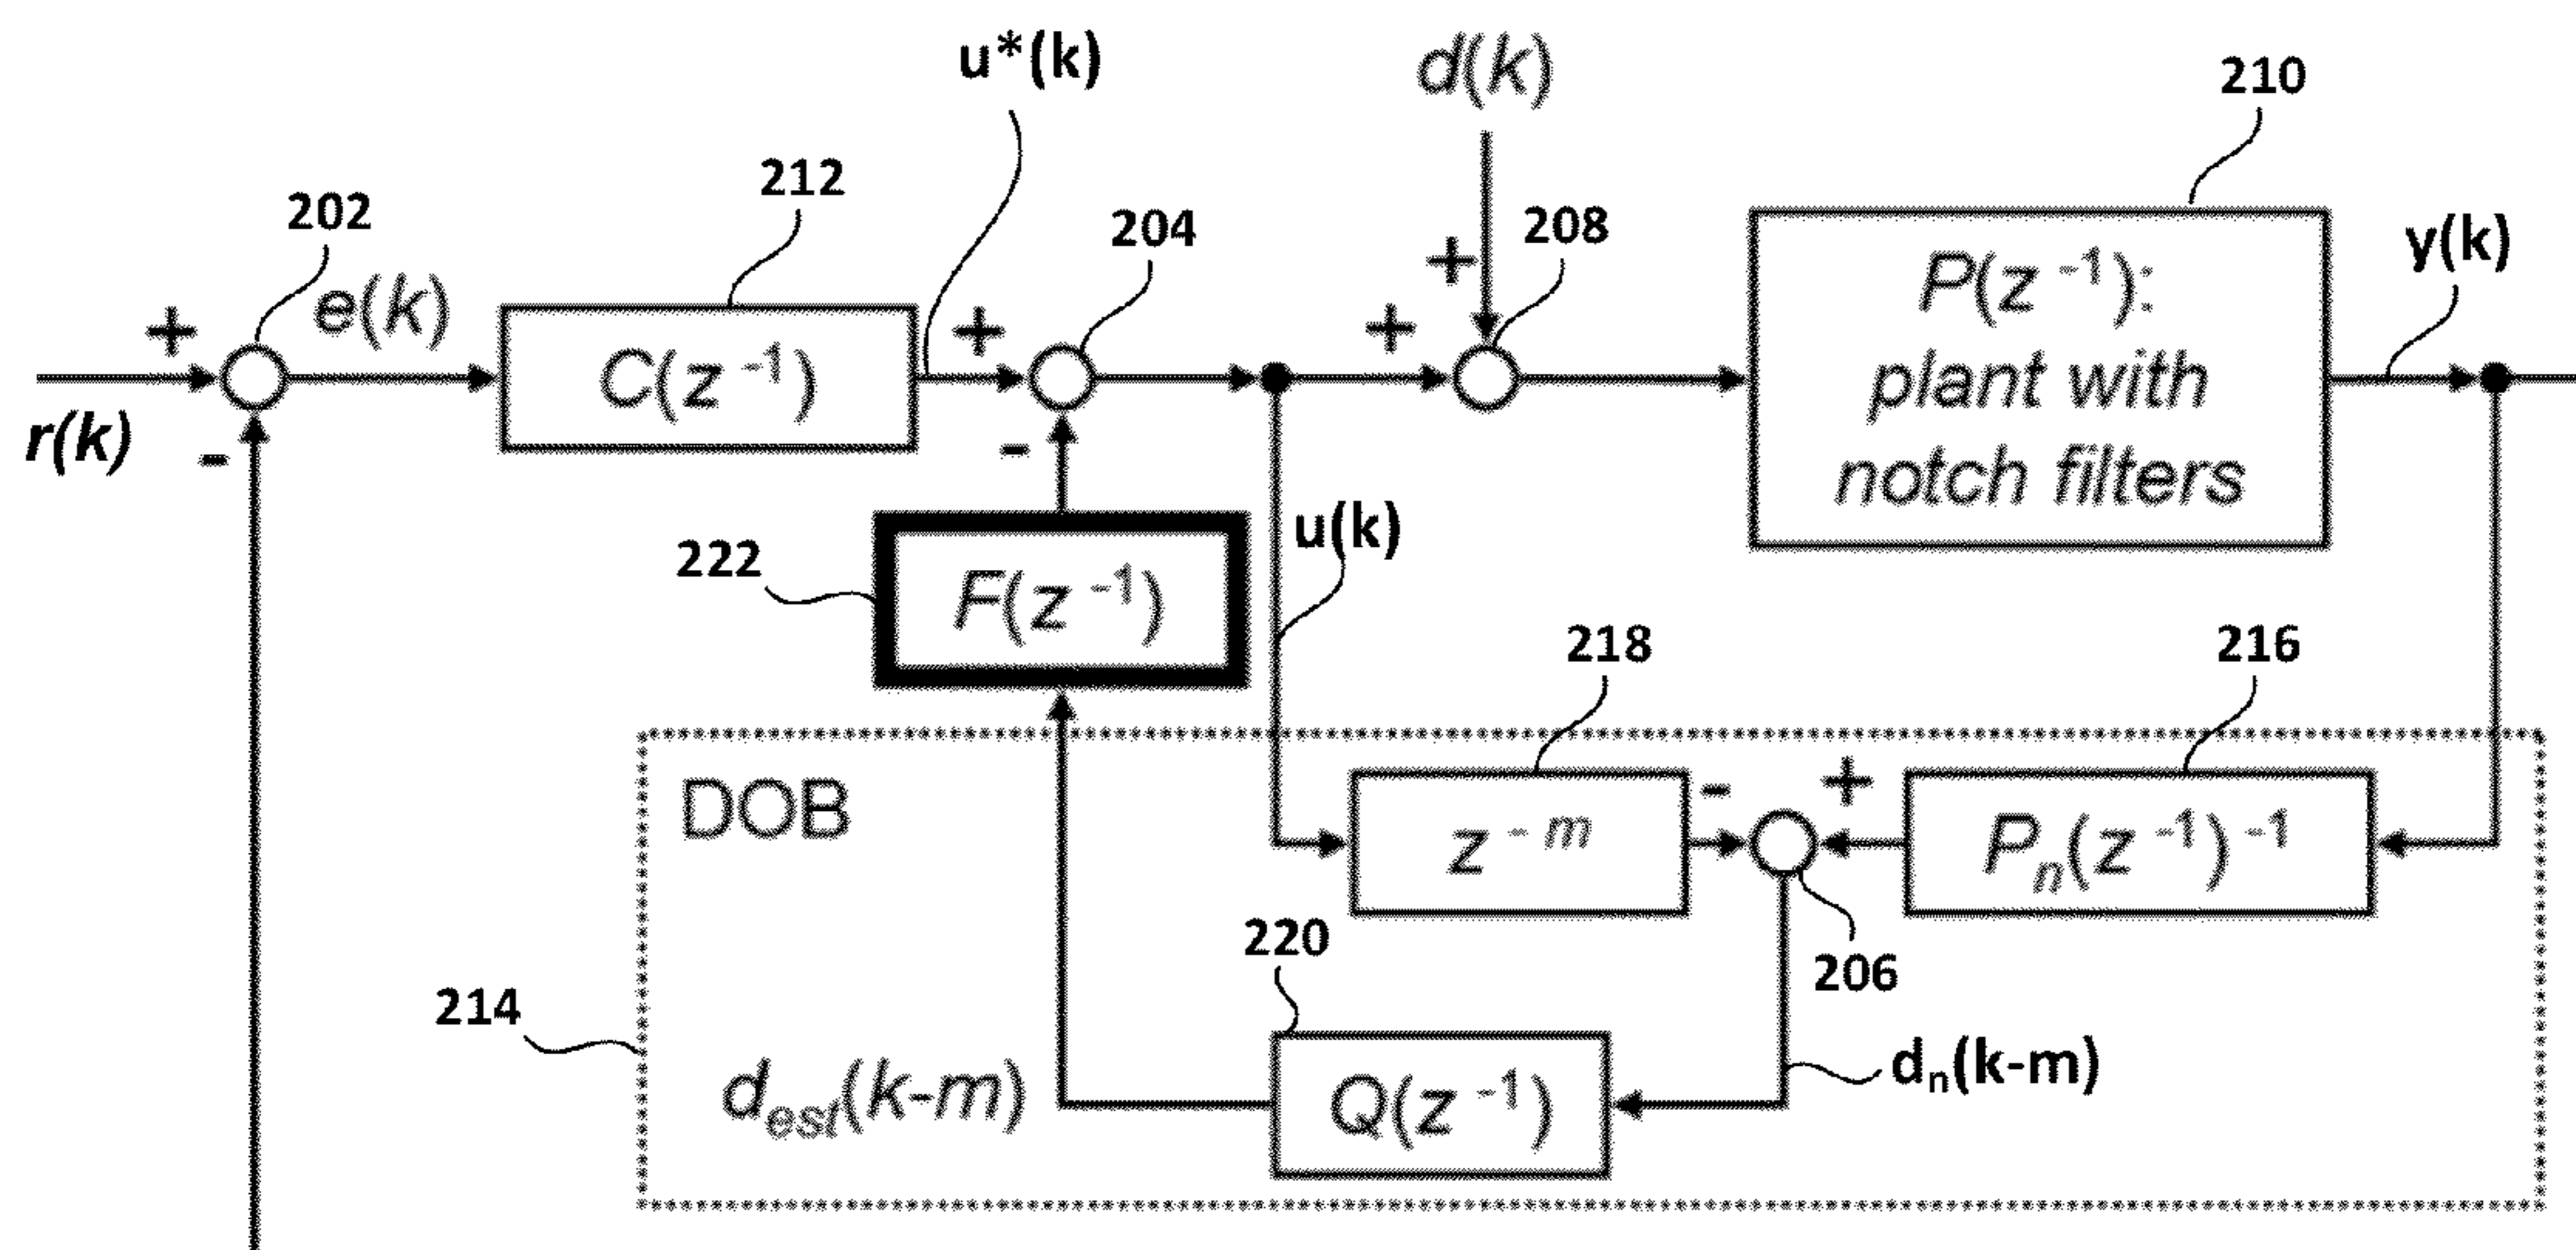 u*(k)
d(k)
210
212
202
204
208
y(k)
+
e(k)
+
+
+
C(z -1)
P(z -1):
plant with
notch filters
r(k)
-
-
222
F(z -1)
u(k)
218
216
DOB
z - m
-
+
Pn(z -1) -1
220
206
214
dest(k-m)
Q(z -1)
dn(k-m)